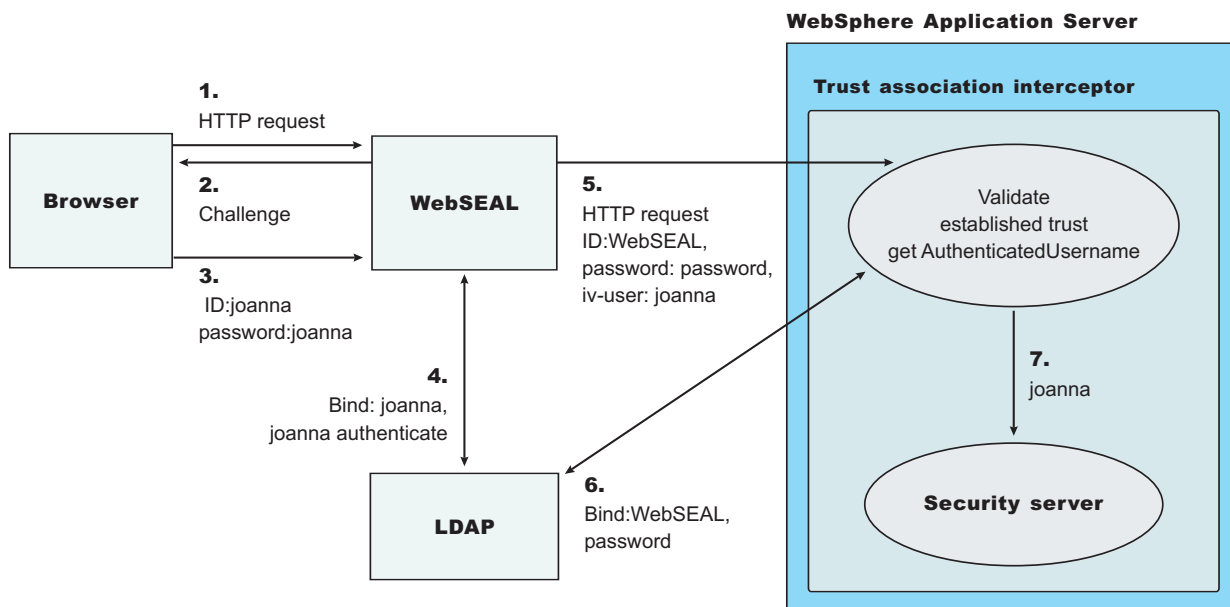 WebSphere Application Server
Trust association interceptor
1.
HTTP request
Browser
2.
Challenge
WebSEAL
3.
ID:joanna
password:joanna
4.
Bind: joanna,
joanna authenticate
LDAP
5.
HTTP request
ID:WebSEAL,
password: password,
iv-user: joanna
Validate
established trust
get AuthenticatedUsername
6.
Bind:WebSEAL,
password
7.
joanna
Security server